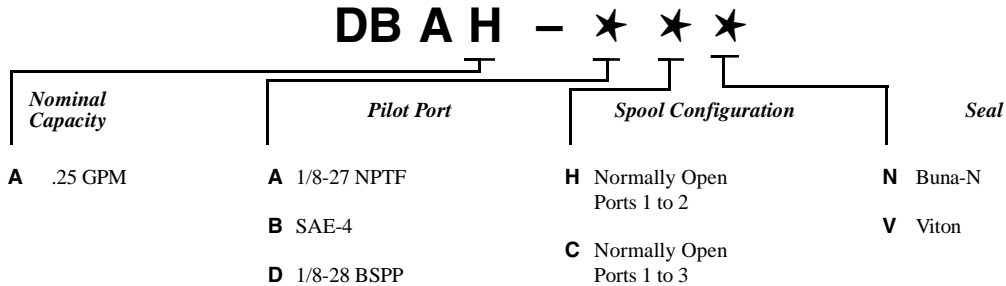 DB A H – ★ ★ ★
Nominal
Capacity
A .25 GPM
Pilot Port
A 1/8-27 NPTF
B SAE-4
D 1/8-28 BSPP
Spool Configuration
H Normally Open
Ports 1 to 2
C Normally Open
Ports 1 to 3
Seal
N Buna-N
V Viton